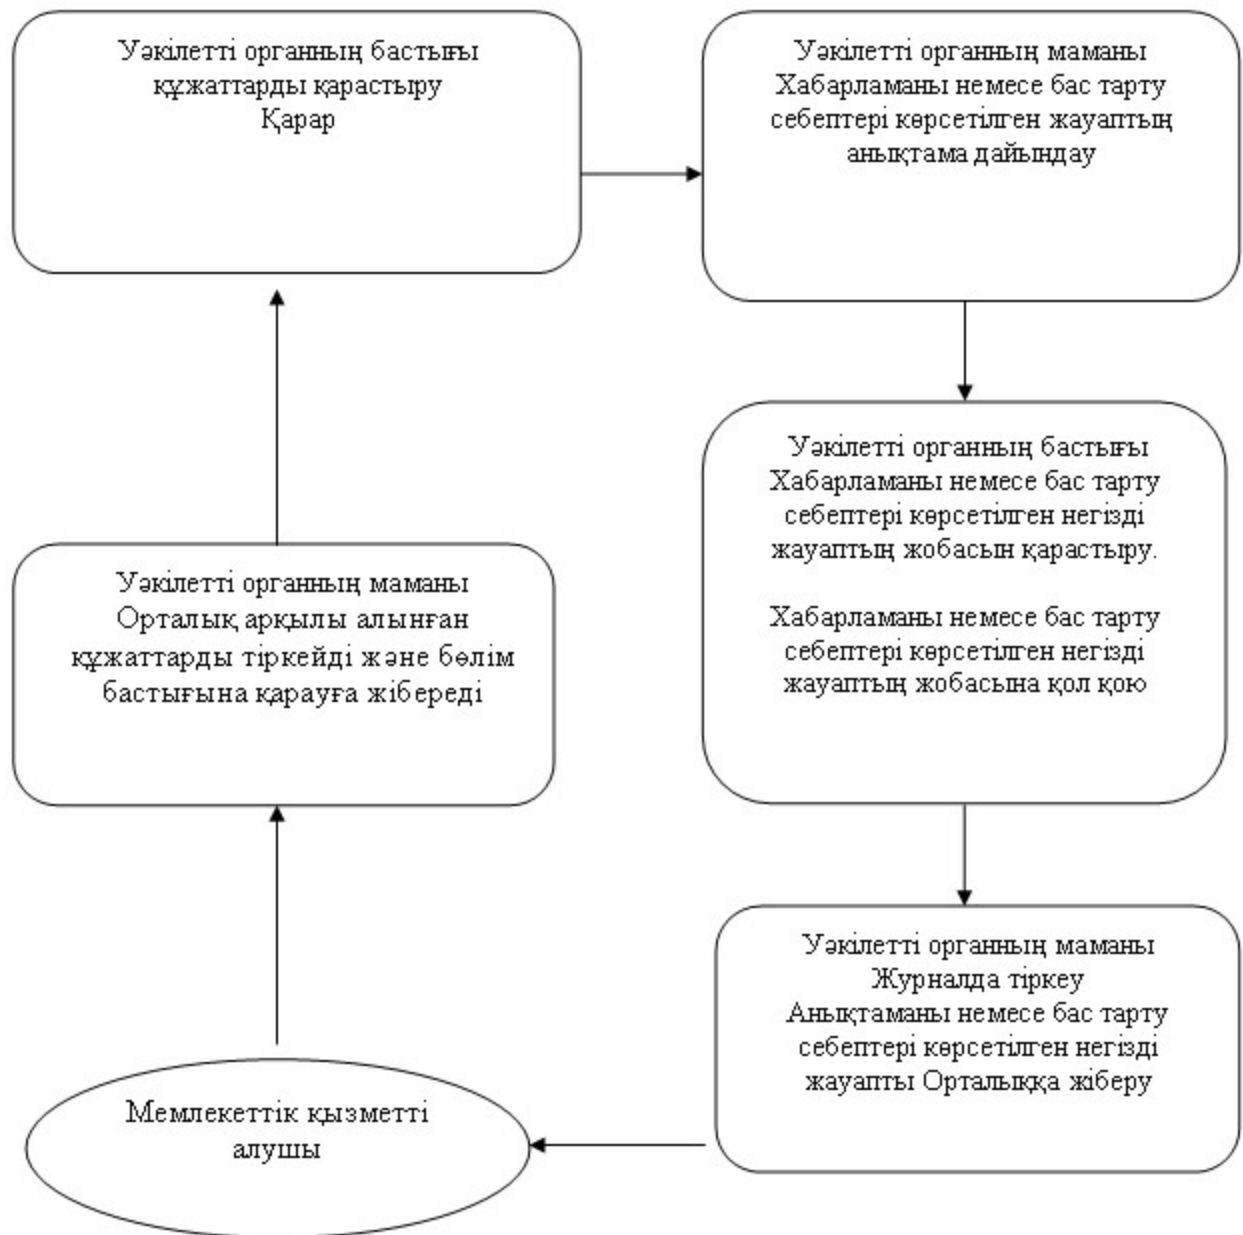 Уәкілетті органның бастығы
құжаттарды қарастыру
Қарар
Уәкілетті органның маманы
Хабарламаны немесе бас тарту
себептері көрсетілген жауаптың
анықтама дайындау
Уәкілетті органның бастығы
Хабарламаны немесе бас тарту
себептері көрсетілген негізді
жауаптың жобасын қарастыру.
Хабарламаны немесе бас тарту
себептері көрсетілген негізді
жауаптың жобасына қол қою
Уәкілетті органның маманы
Орталық арқылы алынған
құжаттарды тіркейді және бөлім
бастығына қарауға жібереді
Уәкілетті органның маманы
Журналда тіркеу
Анықтаманы немесе бас тарту
себептері көрсетілген негізді
жауапты Орталыққа жіберу
Мемлекеттік қызметті
алушы